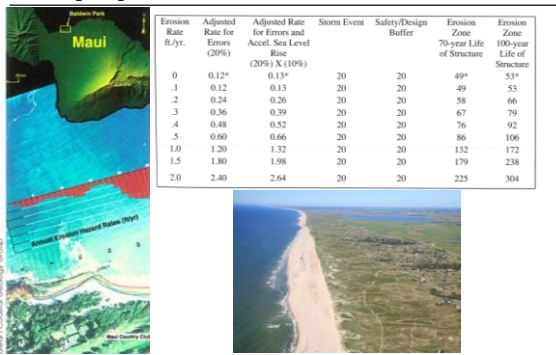 Baldwin Park
Maui
Annual Erosion Hazard Rates (ft/yr)
Maui Country Club
Erosion Rate ft./yr. Adjusted Rate for Errors (20%) Adjusted Rate for Errors and Accel. Sea Level Rise (20%) X (10%) Storm Event Safety/Design Buffer Erosion Zone 70-year Life of Structure Erosion Zone 100-year Life of Structure
0 0.12* 0.13* 20 20 49* 53*
.1 0.12 0.13 20 20 49 53
.2 0.24 0.26 20 20 58 66
.3 0.36 0.39 20 20 67 79
.4 0.48 0.52 20 20 76 92
.5 0.60 0.66 20 20 86 106
1.0 1.20 1.32 20 20 132 172
1.5 1.80 1.98 20 20 179 238
2.0 2.40 2.64 20 20 225 304